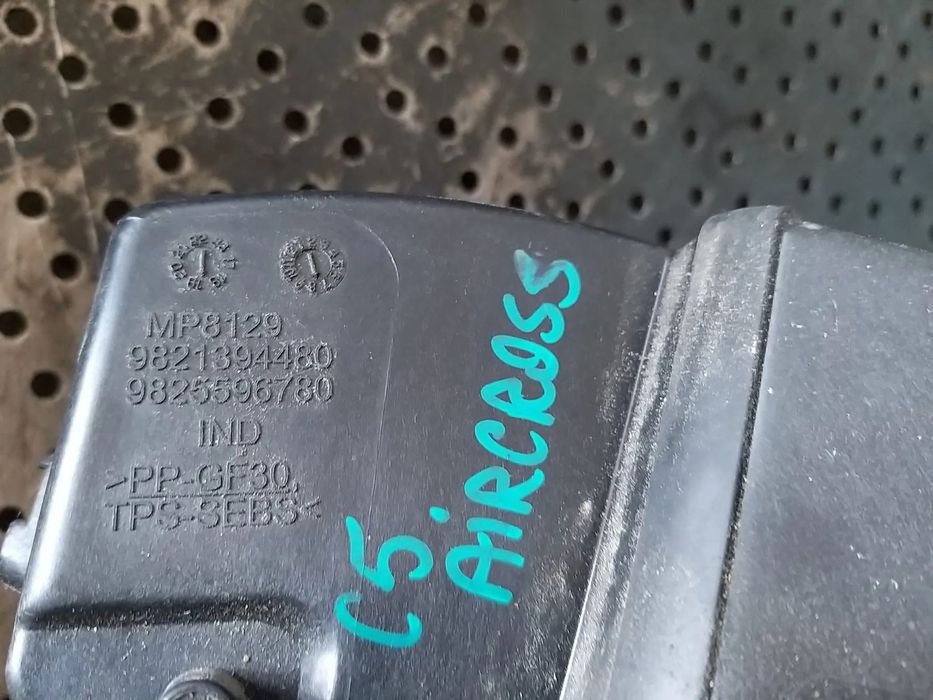 MP8129
9821394480
9825596780
IND
>PP-GF30,
TPS-SEBS<
C5
AIRCROSS